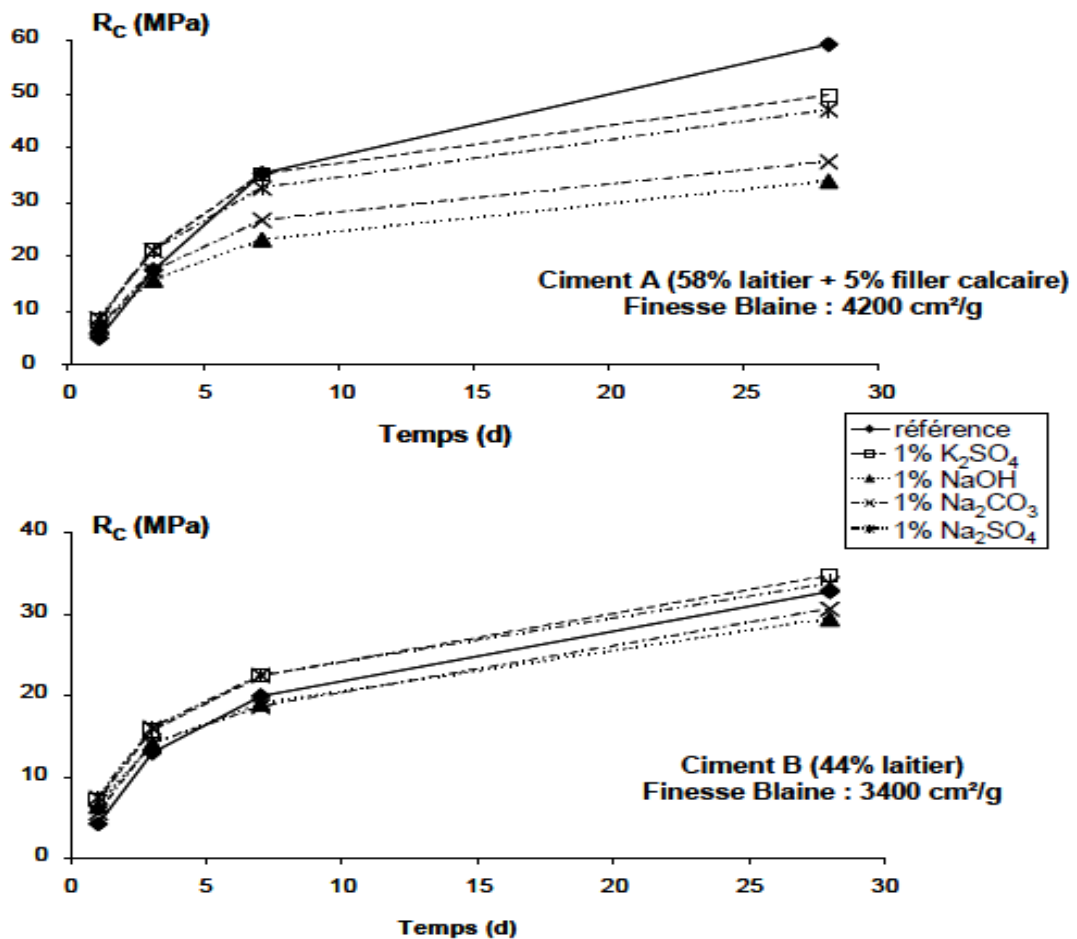 R_C (MPa)
60
50
40
30
20
10
0
0 5 10 15 20 25 30
Ciment A (58% laitier + 5% filler calcaire)
Finesse Blaine : 4200 cm²/g
Temps (d)
référence
1% K₂SO₄
1% NaOH
1% Na₂CO₃
1% Na₂SO₄
R_C (MPa)
40
30
20
10
0
0 5 10 15 20 25 30
Ciment B (44% laitier)
Finesse Blaine : 3400 cm²/g
Temps (d)